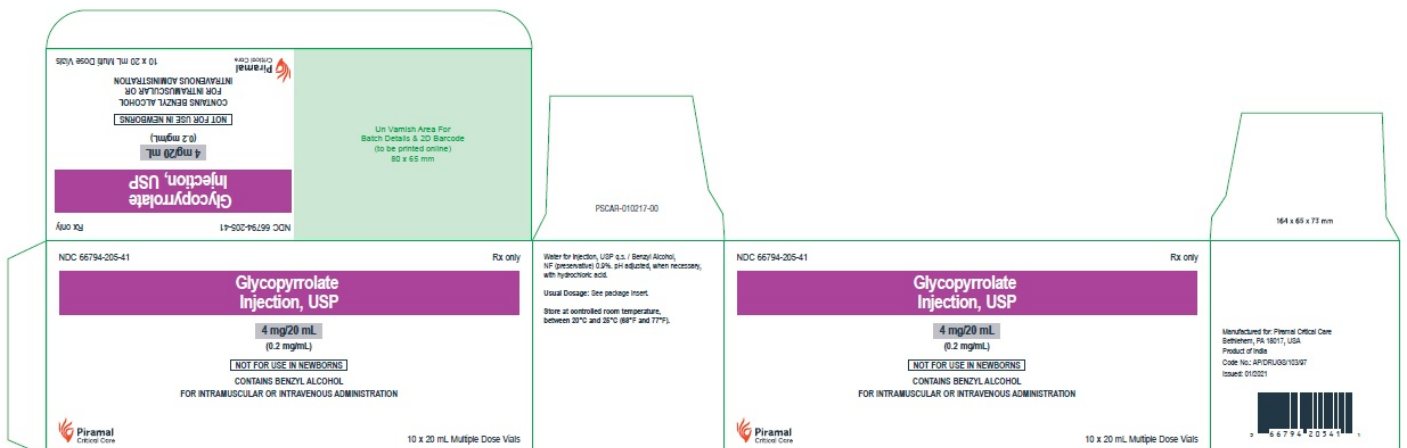 NDC 66794-205-41
Rx only
Glycopyrrolate
Injection, USP
4 mg/20 mL
(0.2 mg/mL)
NOT FOR USE IN NEWBORNS
CONTAINS BENZYL ALCOHOL
FOR INTRAMUSCULAR OR
INTRAVENOUS ADMINISTRATION
Piramal
Critical Care
10 x 20 mL Multi Dose Vials
Un Varnish Area For
Batch Details & 2D Barcode
(to be printed online)
80 x 65 mm
PSCAR-010217-00
164 x 65 x 73 mm
NDC 66794-205-41
Rx only
Glycopyrrolate
Injection, USP
4 mg/20 mL
(0.2 mg/mL)
NOT FOR USE IN NEWBORNS
CONTAINS BENZYL ALCOHOL
FOR INTRAMUSCULAR OR INTRAVENOUS ADMINISTRATION
Piramal
Critical Care
10 x 20 mL Multiple Dose Vials
Water for Injection, USP q.s. / Benzyl Alcohol,
NF (preservative) 0.9%. pH adjusted, when necessary,
with hydrochloric acid.
Usual Dosage: See package insert.
Store at controlled room temperature,
between 20°C and 25°C (68°F and 77°F).
NDC 66794-205-41
Rx only
Glycopyrrolate
Injection, USP
4 mg/20 mL
(0.2 mg/mL)
NOT FOR USE IN NEWBORNS
CONTAINS BENZYL ALCOHOL
FOR INTRAMUSCULAR OR INTRAVENOUS ADMINISTRATION
Piramal
Critical Care
10 x 20 mL Multiple Dose Vials
Manufactured for: Piramal Critical Care
Bethlehem, PA 18017, USA
Product of India
Code No.: AP/DRUGS/103/97
Issued: 01/2021
3 66794 20541 1